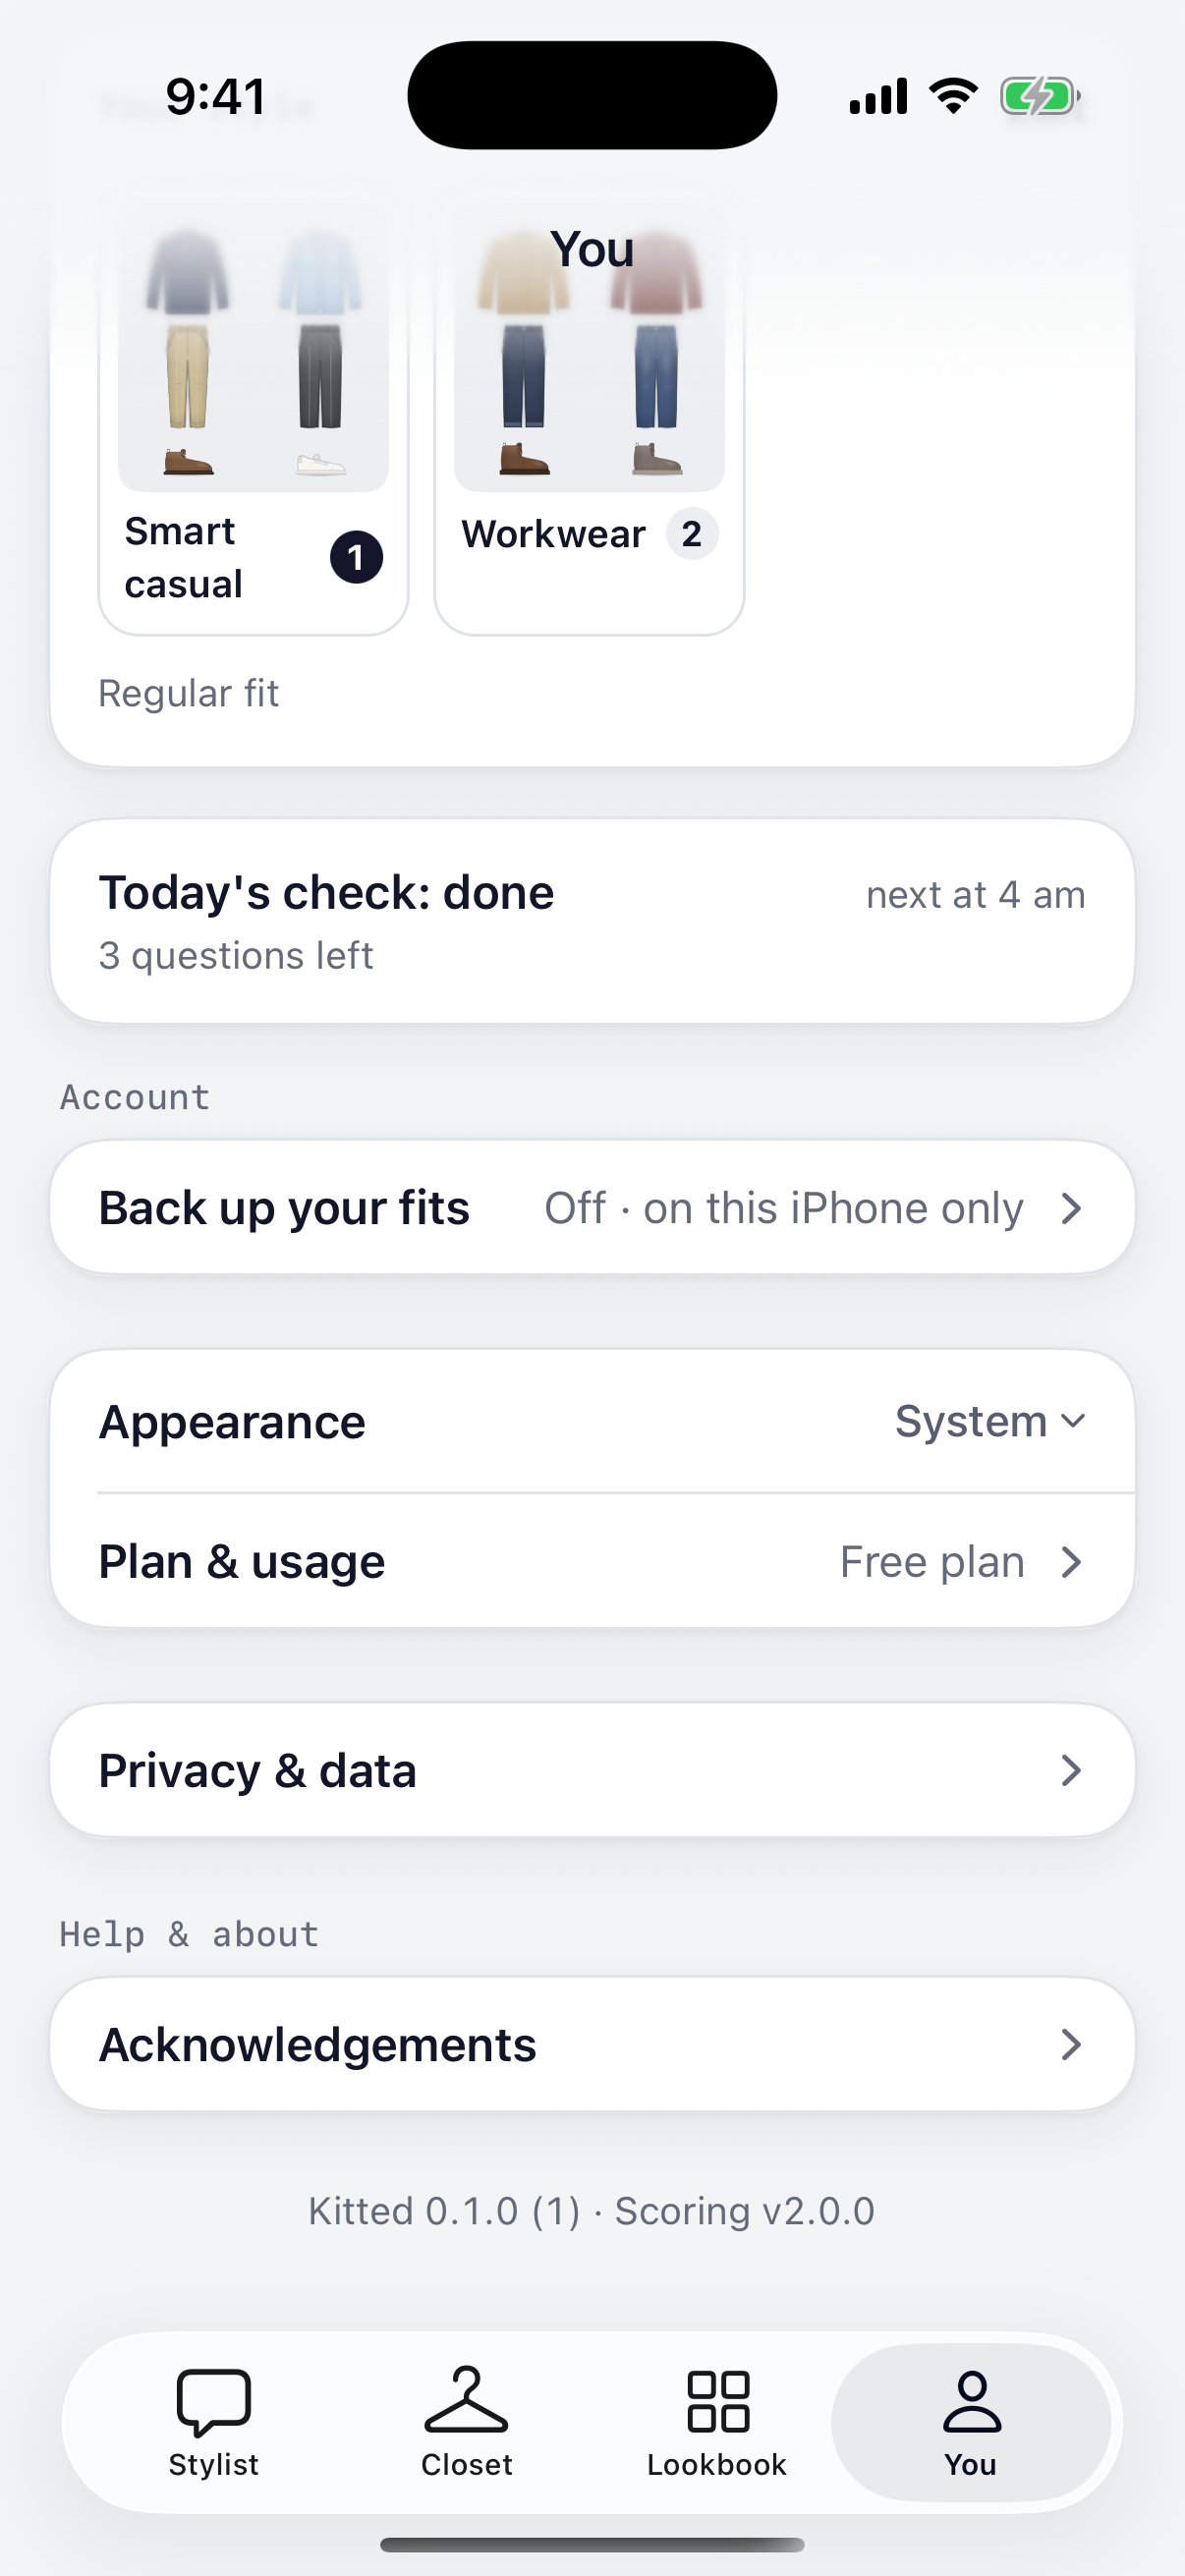 9:41
You
Smart
casual
1
Workwear
2
Regular fit
Today's check: done
next at 4 am
3 questions left
Account
Back up your fits
Off · on this iPhone only
Appearance
System
Plan & usage
Free plan
Privacy & data
Help & about
Acknowledgements
Kitted 0.1.0 (1) · Scoring v2.0.0
Stylist
Closet
Lookbook
You